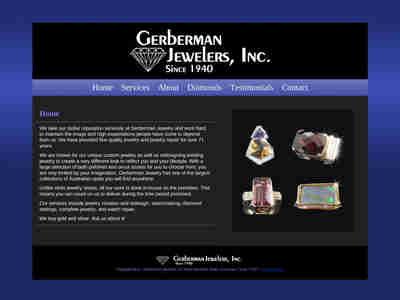 GERBERMAN
JEWELERS, INC.
SINCE 1940
Home Services About Diamonds Testimonials Contact
Home
We take our stellar reputation seriously at Gerberman Jewelry and work hard
to maintain the image and high expectations people have come to depend
from us. We have provided fine quality jewelry and jewelry repair for over 71
years.
We are known for our unique custom jewelry as well as redesigning existing
jewelry to create a very different look to reflect you and your lifestyle. With a
large selection of both polished and uncut stones for you to choose from, you
are only limited by your imagination. Gerberman Jewelry has one of the largest
collections of Australian opals you will find anywhere.
Unlike other jewelry stores, all our work is done in-house on the premises. That
means you can count on us to deliver during the time period promised.
Our services include jewelry creation and redesign, stonecutting, diamond
settings, complete jewelry, and watch repair.
We buy gold and silver. Ask us about it!
GERBERMAN JEWELERS, INC.
SINCE 1940